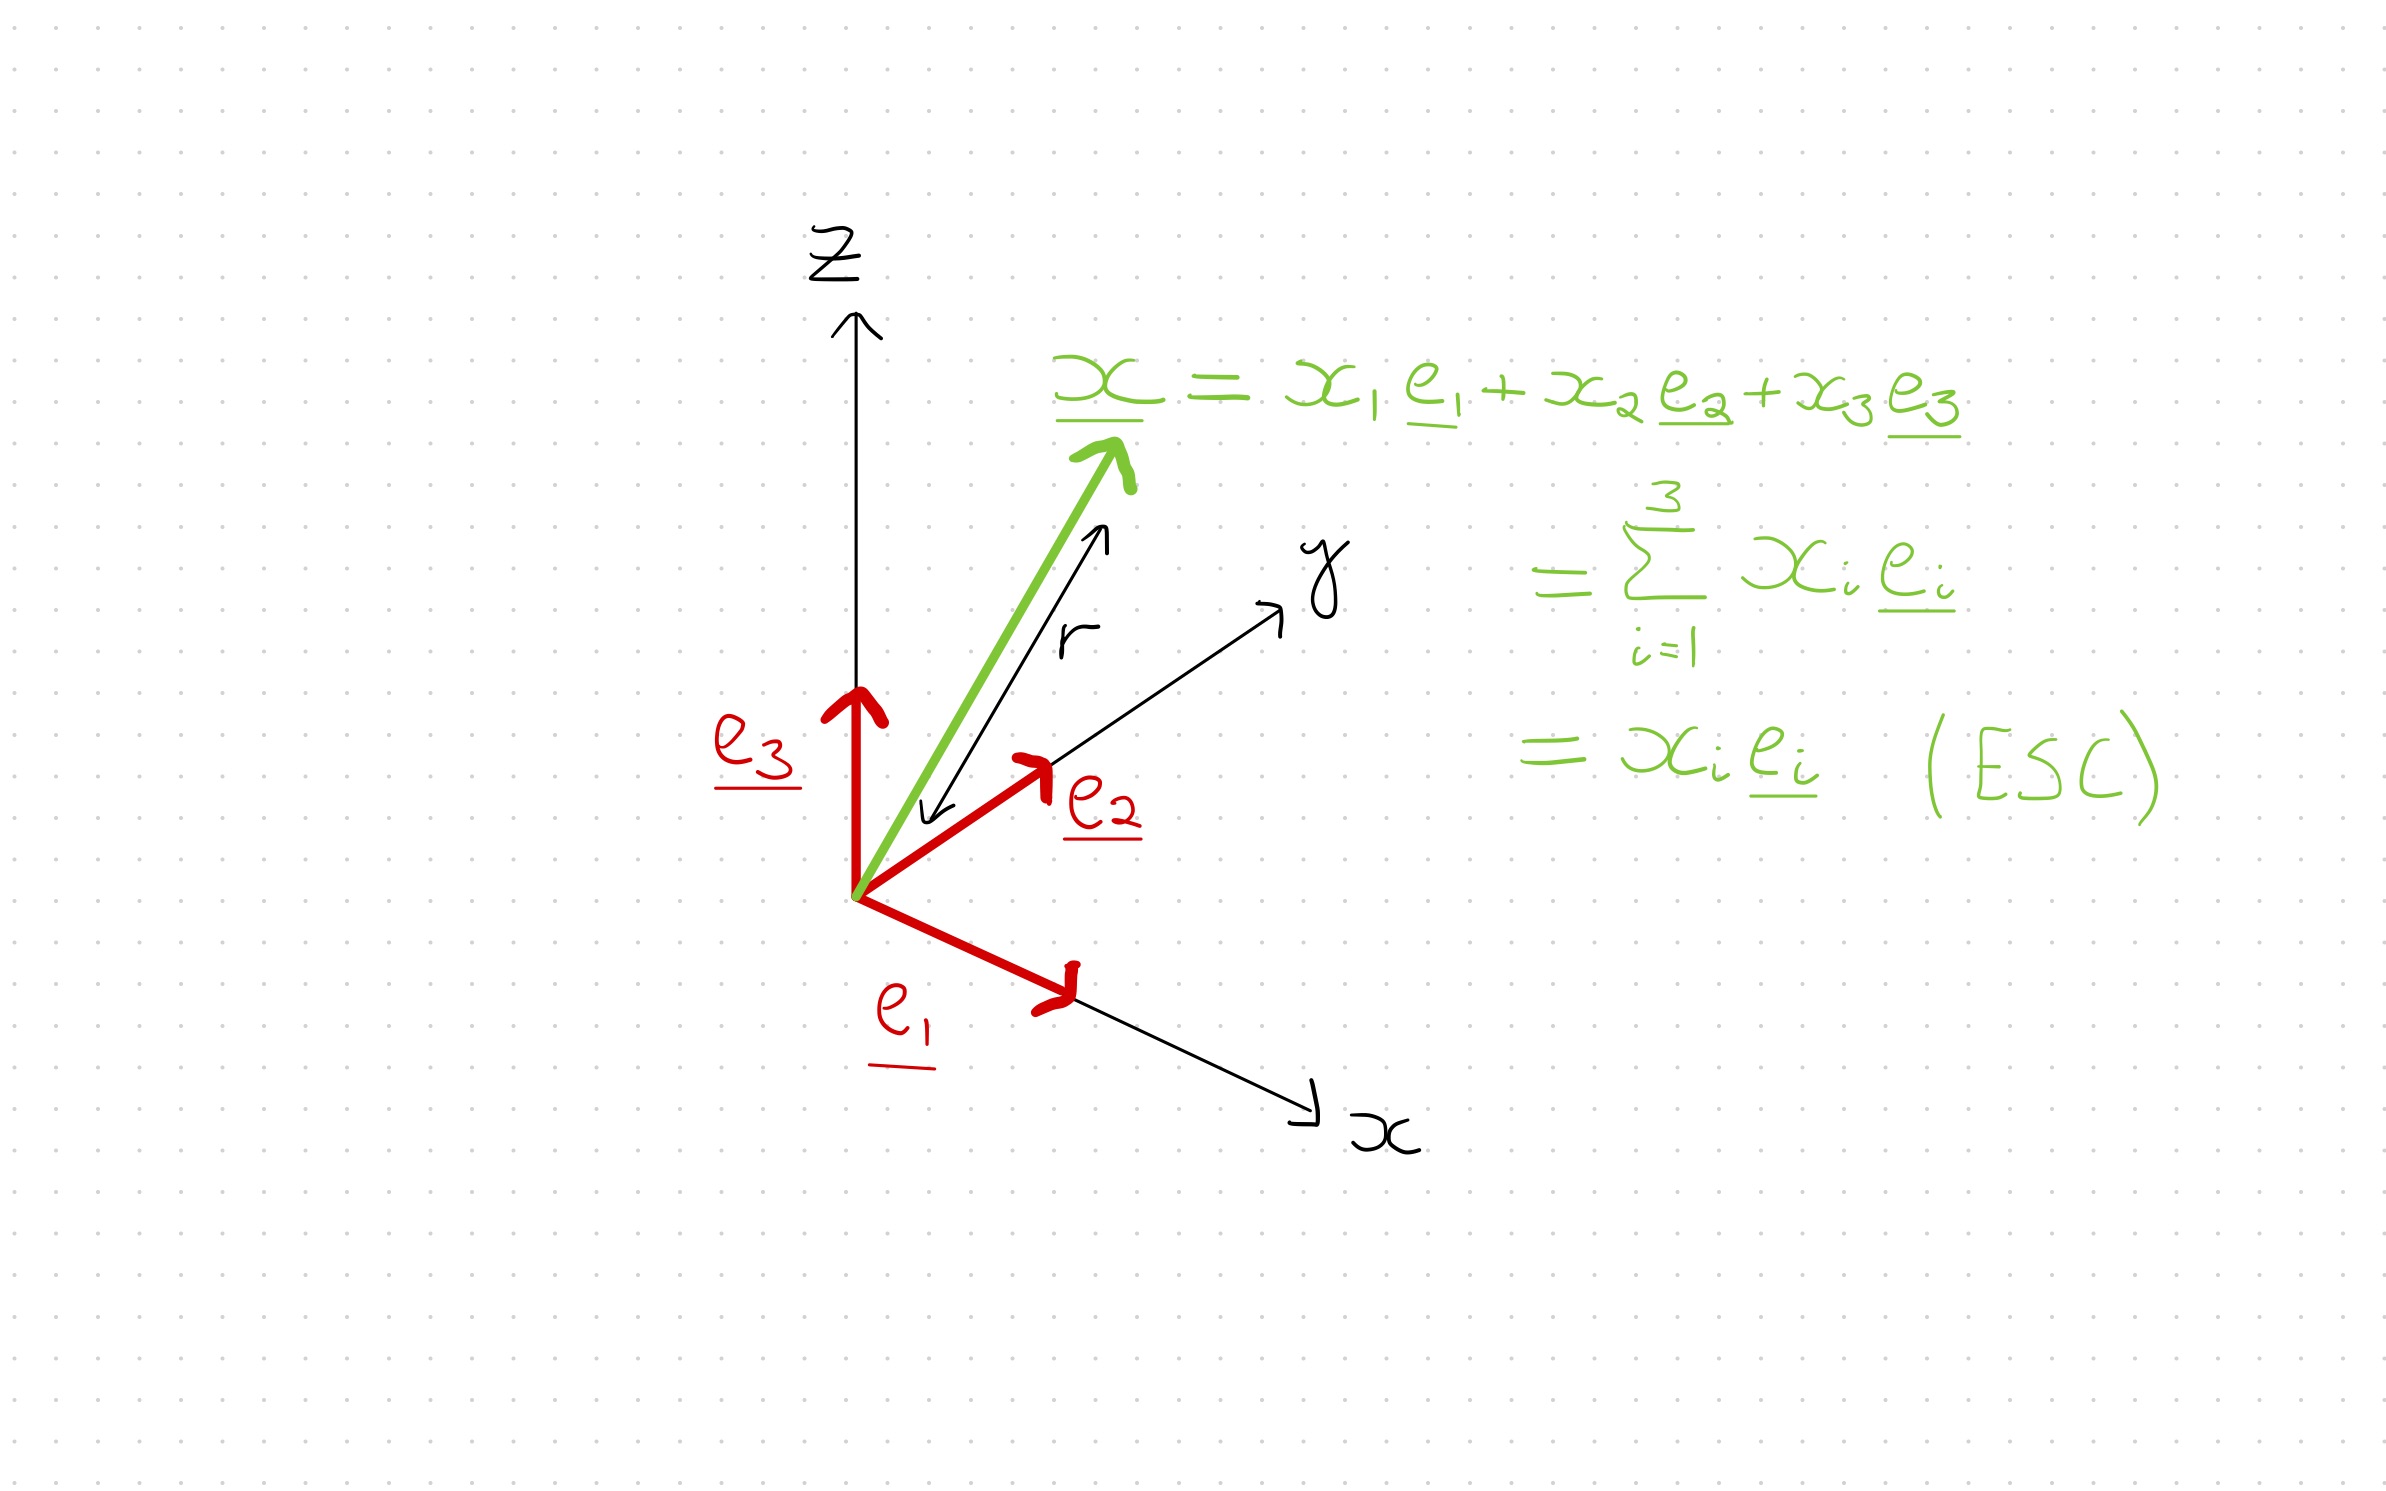 z
x = x₁ e₁ + x₂ e₂ + x₃ e₃
3
= Σ xᵢ eᵢ
i=1
= xᵢ eᵢ (ESC)
y
r
e₃
e₂
e₁
x